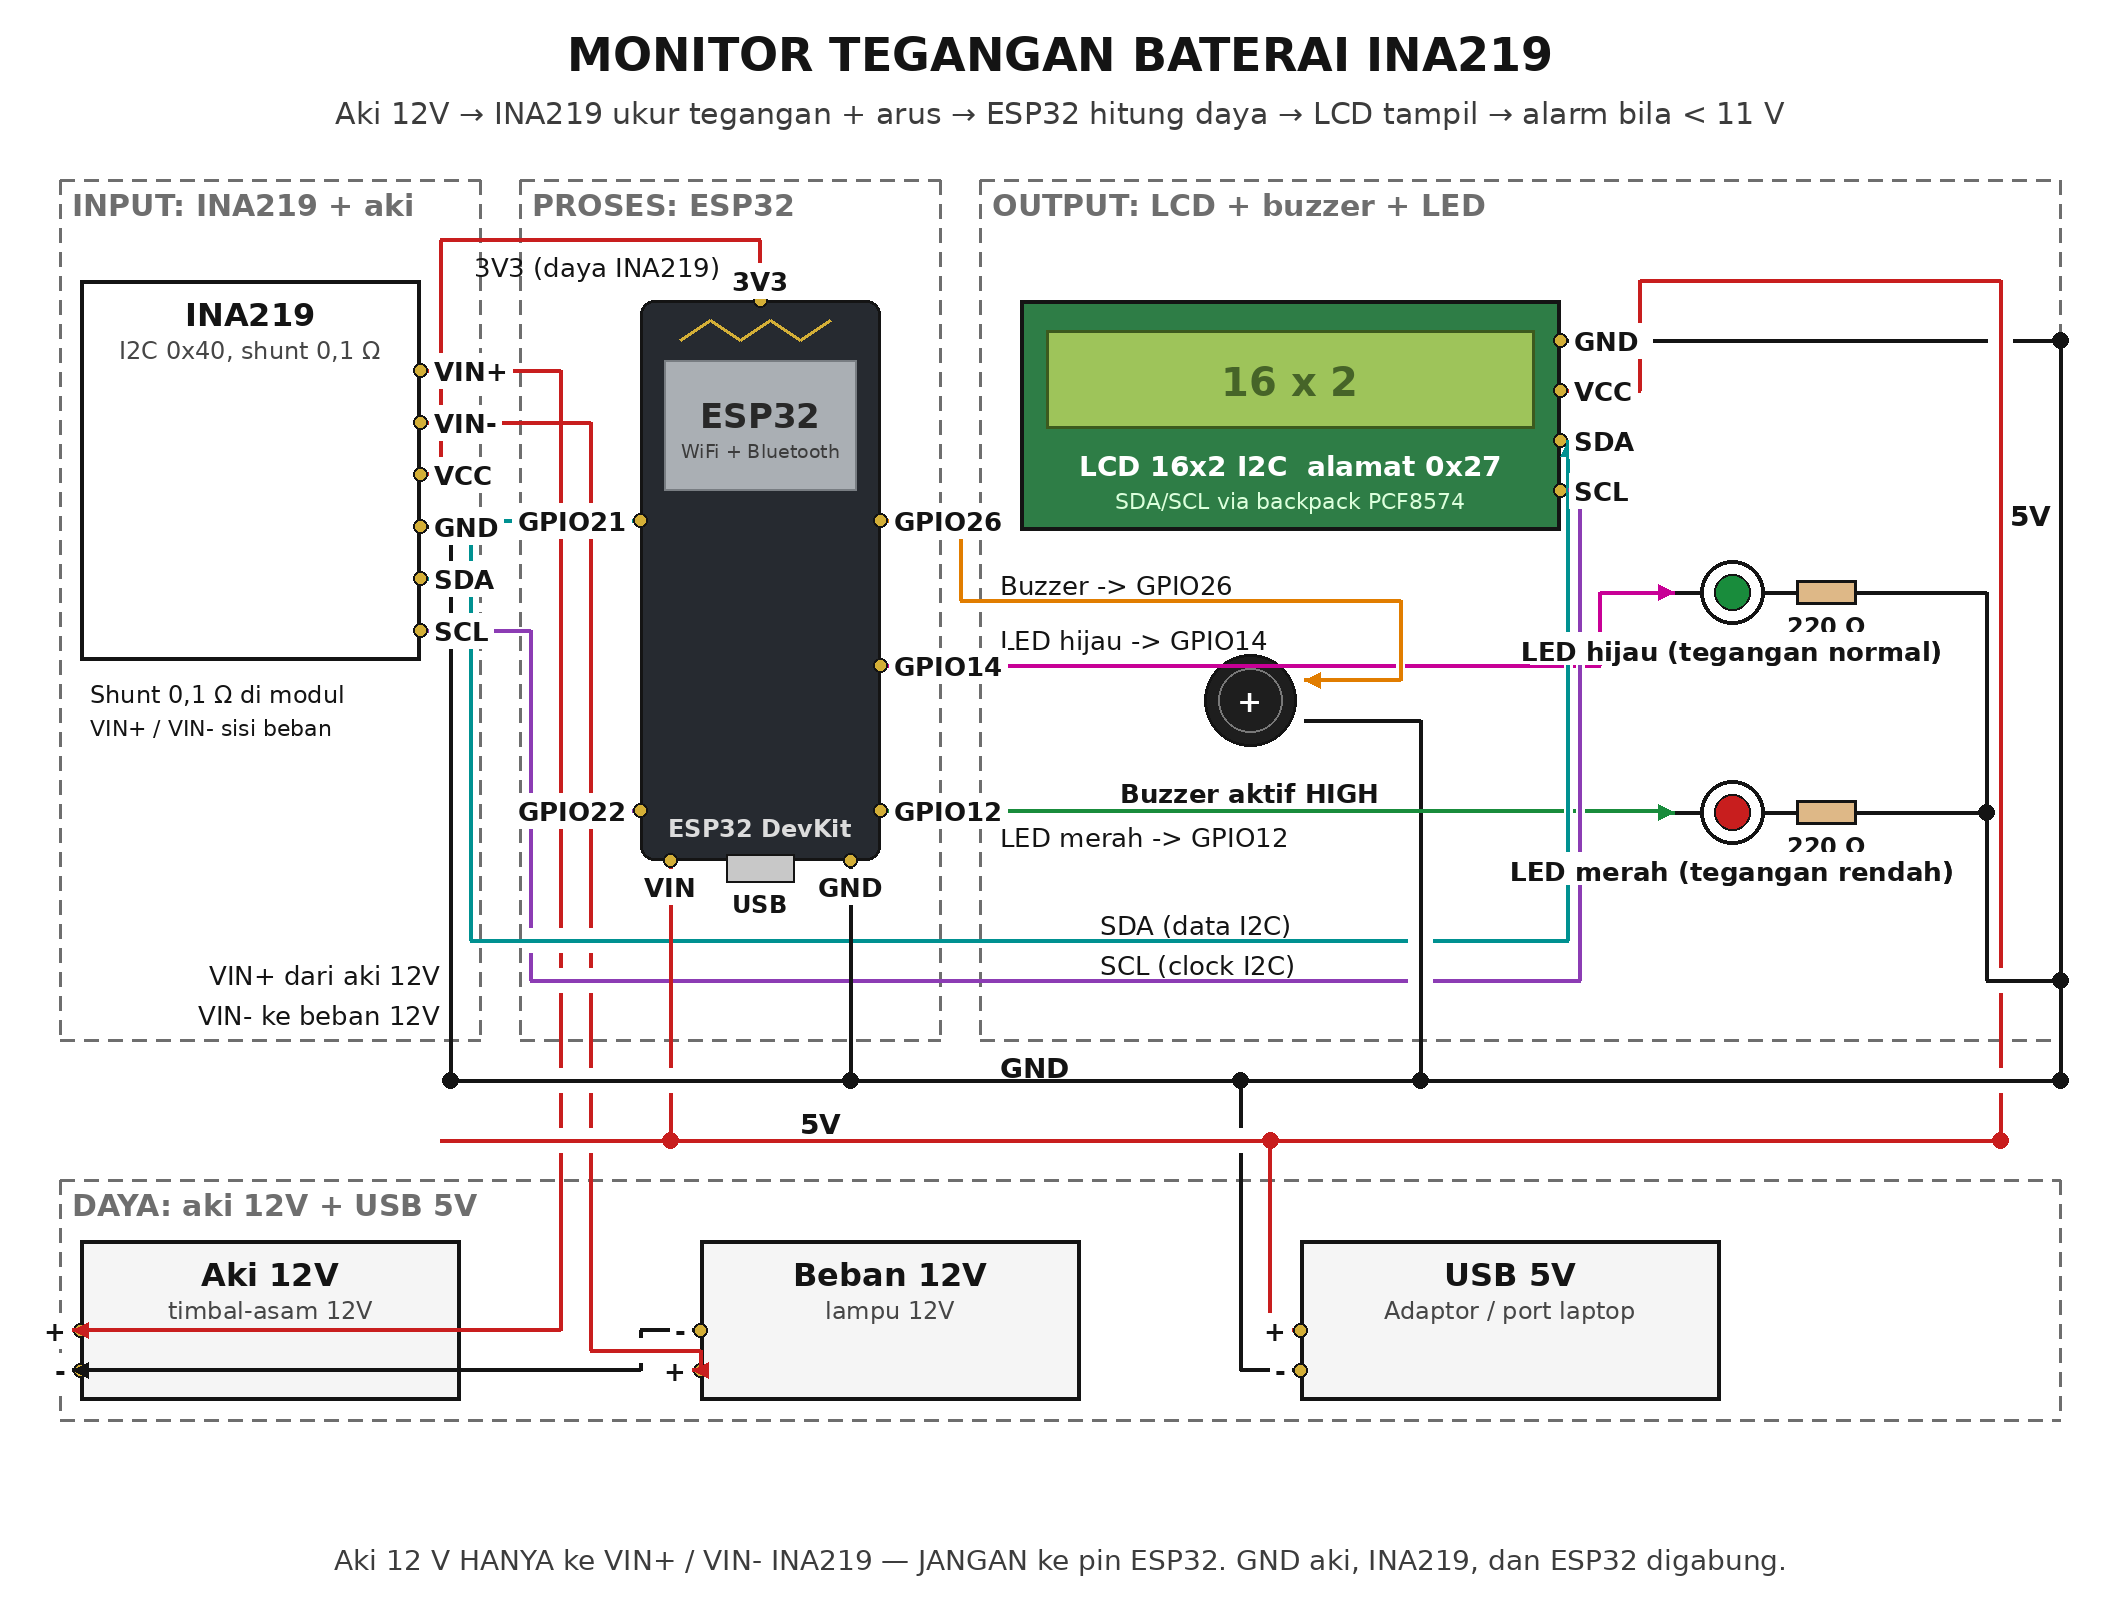 MONITOR TEGANGAN BATERAI INA219
Aki 12V → INA219 ukur tegangan + arus → ESP32 hitung daya → LCD tampil → alarm bila < 11 V
INPUT: INA219 + aki
PROSES: ESP32
OUTPUT: LCD + buzzer + LED
3V3 (daya INA219)
3V3
INA219
I2C 0x40, shunt 0,1 Ω
VIN+
VIN-
VCC
GND
SDA
SCL
Shunt 0,1 Ω di modul
VIN+ / VIN- sisi beban
VIN+ dari aki 12V
VIN- ke beban 12V
ESP32
WiFi + Bluetooth
GPIO21
GPIO22
GPIO26
GPIO14
GPIO12
ESP32 DevKit
VIN
USB
GND
16 x 2
LCD 16x2 I2C  alamat 0x27
SDA/SCL via backpack PCF8574
GND
VCC
SDA
SCL
5V
Buzzer -> GPIO26
LED hijau -> GPIO14
+
Buzzer aktif HIGH
LED merah -> GPIO12
220 Ω
LED hijau (tegangan normal)
220 Ω
LED merah (tegangan rendah)
SDA (data I2C)
SCL (clock I2C)
GND
5V
DAYA: aki 12V + USB 5V
Aki 12V
timbal-asam 12V
+
-
Beban 12V
lampu 12V
-
+
USB 5V
Adaptor / port laptop
+
-
Aki 12 V HANYA ke VIN+ / VIN- INA219 — JANGAN ke pin ESP32. GND aki, INA219, dan ESP32 digabung.